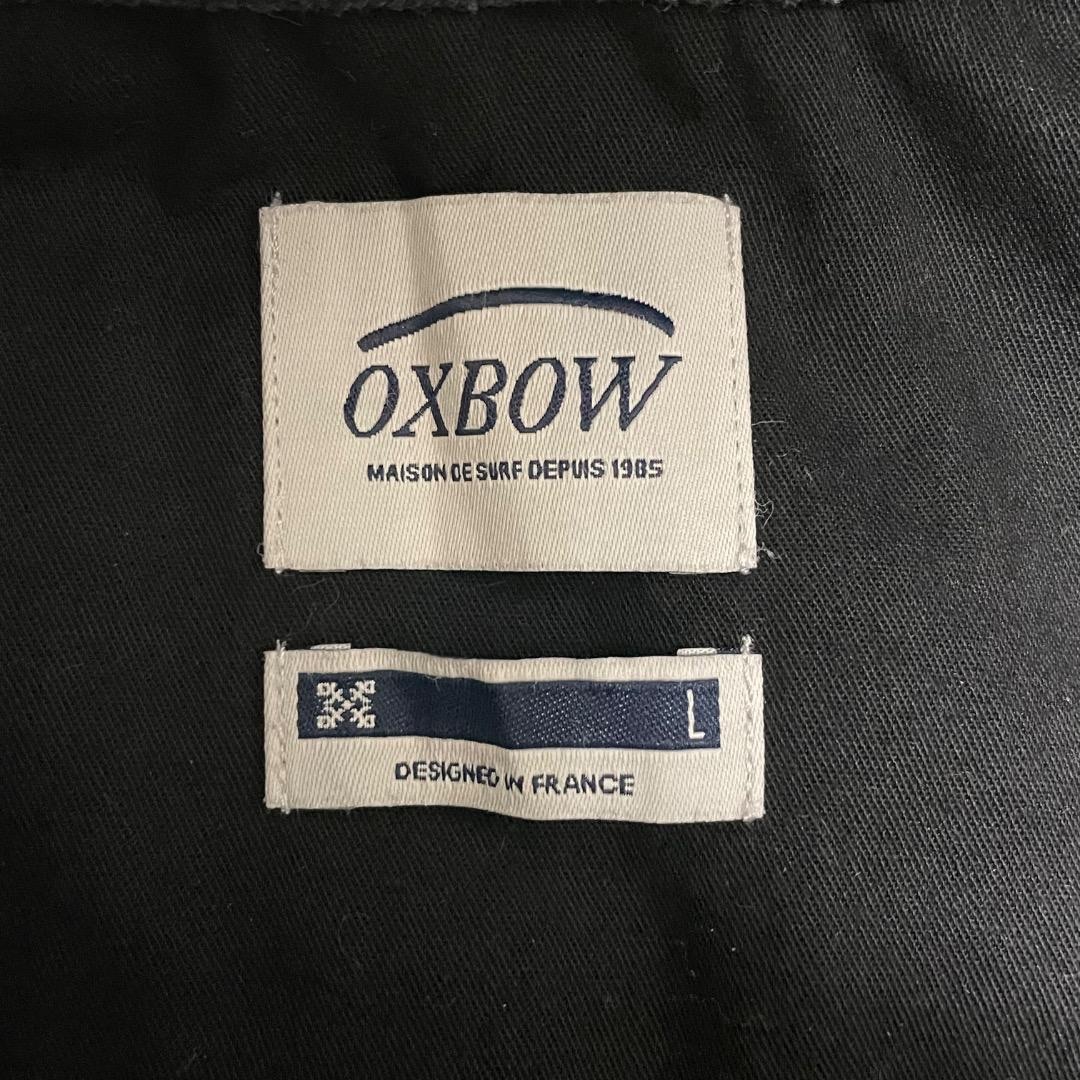 OXBOW
MAISON DE SURF DEPUIS 1985
L
DESIGNED IN FRANCE